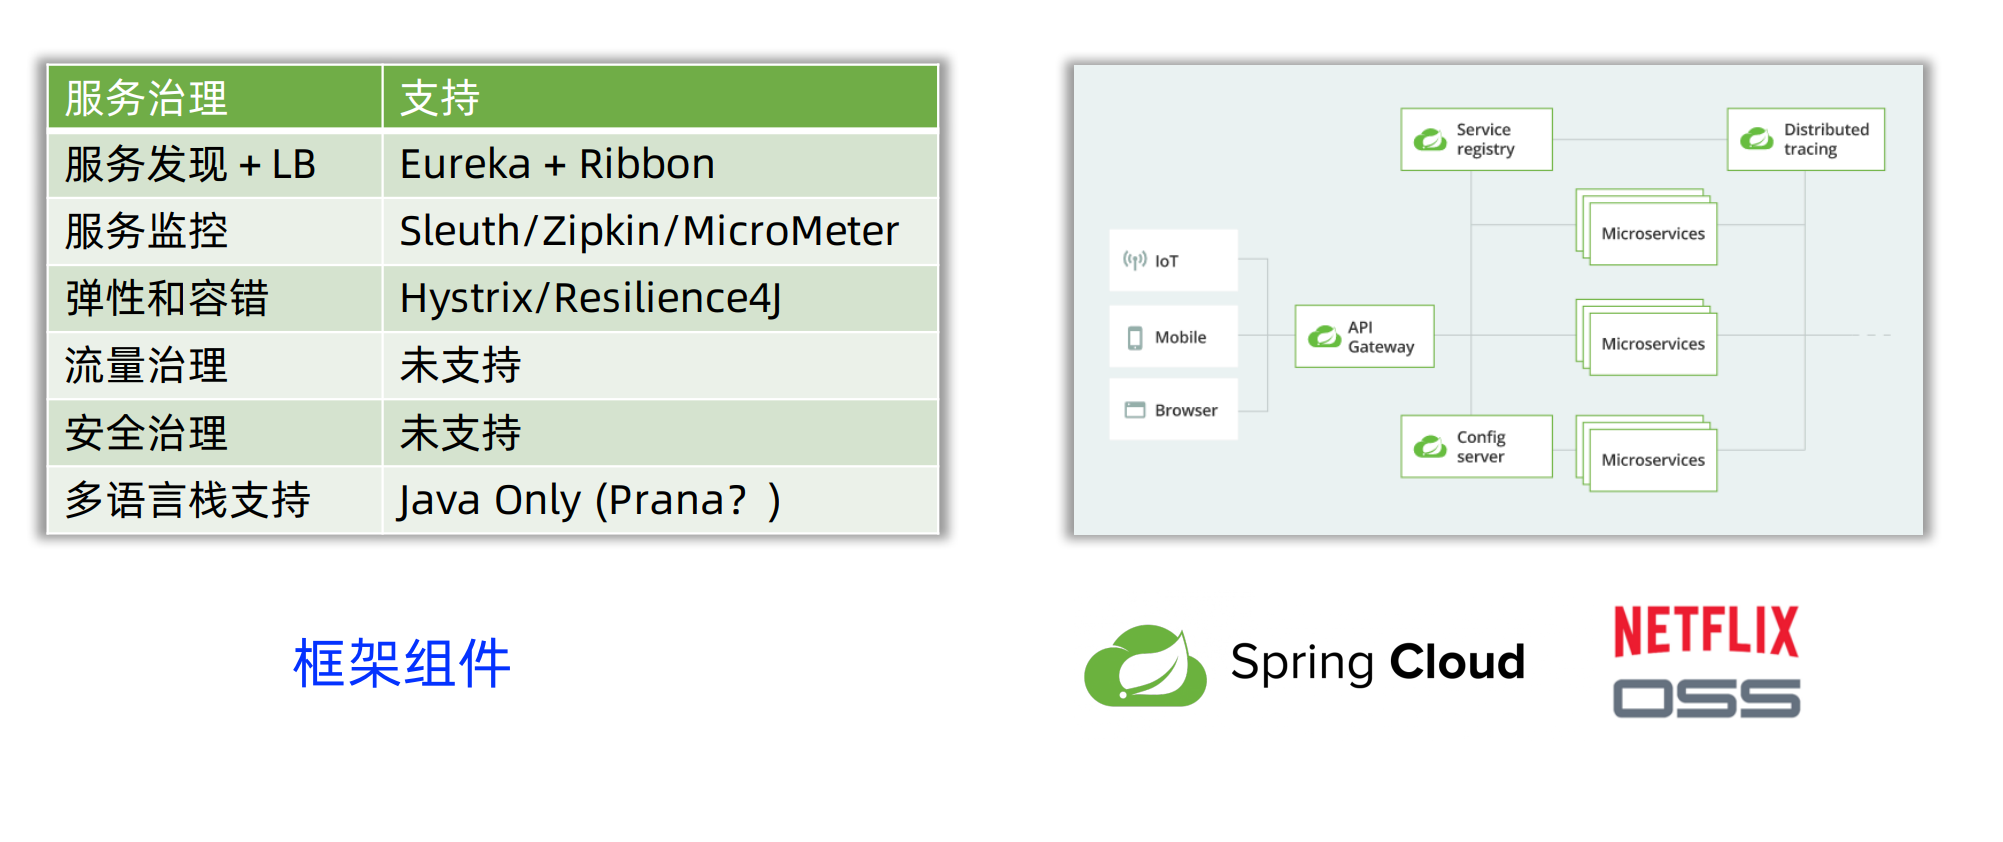 服务治理 支持
服务发现 + LB Eureka + Ribbon
服务监控 Sleuth/Zipkin/MicroMeter
弹性和容错 Hystrix/Resilience4J
流量治理 未支持
安全治理 未支持
多语言栈支持 Java Only (Prana？)
框架组件
Service
registry
Distributed
tracing
Microservices
IoT
Mobile
API
Gateway
Microservices
Browser
Config
server
Microservices
Spring Cloud
NETFLIX
OSS